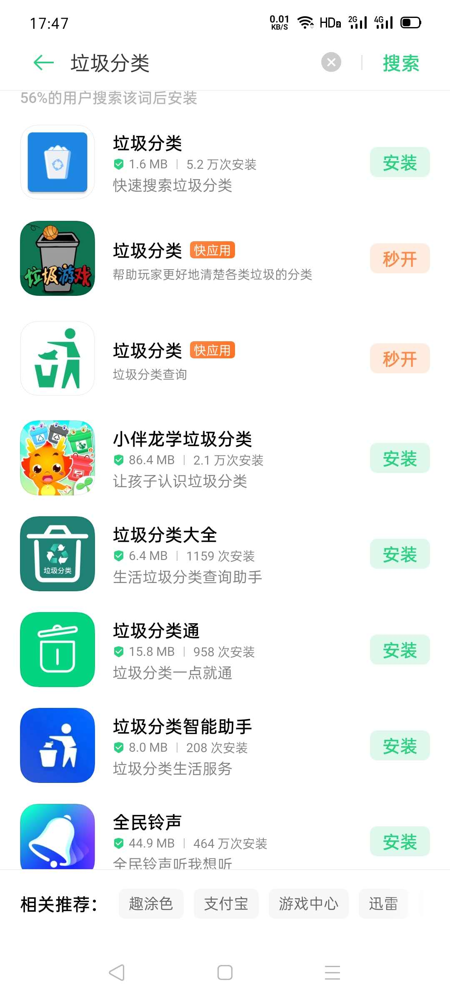 17:47
0.01 KB/S HD2 2G 4G
垃圾分类 搜索
56%的用户搜索该词后安装
垃圾分类
1.6 MB 5.2 万次安装
快速搜索垃圾分类
安装
垃圾游戏
垃圾分类 快应用
帮助玩家更好地清楚各类垃圾的分类
秒开
垃圾分类 快应用
垃圾分类查询
秒开
小伴龙学垃圾分类
86.4 MB 2.1 万次安装
让孩子认识垃圾分类
安装
垃圾分类
垃圾分类大全
6.4 MB 1159 次安装
生活垃圾分类查询助手
安装
垃圾分类通
15.8 MB 958 次安装
垃圾分类一点就通
安装
垃圾分类智能助手
8.0 MB 208 次安装
垃圾分类生活服务
安装
全民铃声
44.9 MB 464 万次安装
全民铃声听我想听
安装
相关推荐： 趣涂色 支付宝 游戏中心 迅雷